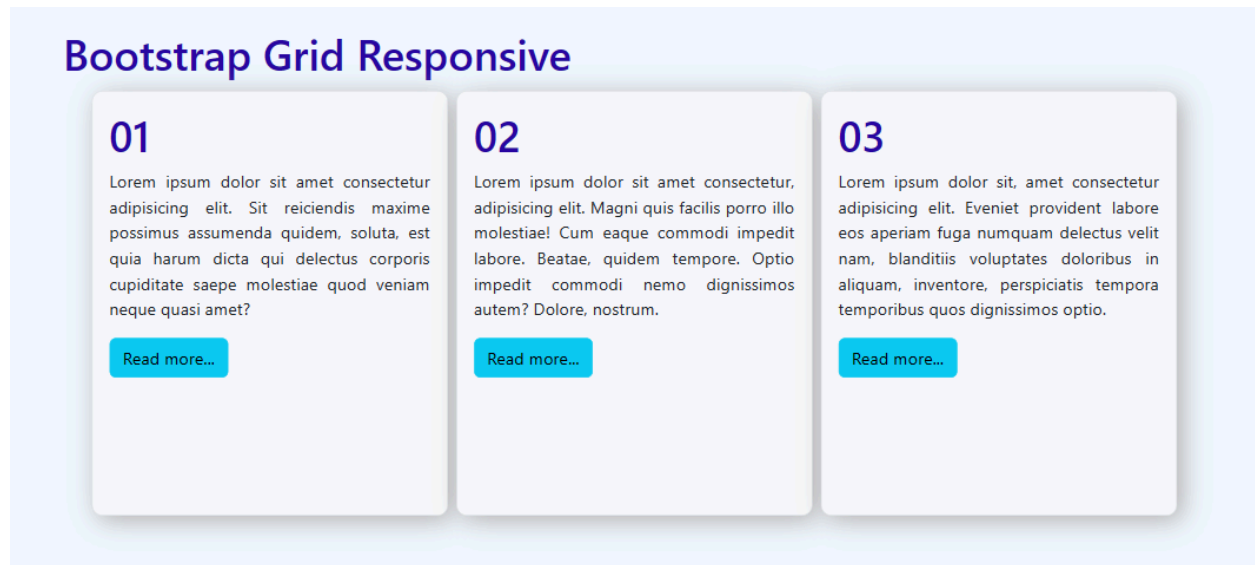 Bootstrap Grid Responsive
01
Lorem ipsum dolor sit amet consectetur
adipisicing elit. Sit reiciendis maxime
possimus assumenda quidem, soluta, est
quia harum dicta qui delectus corporis
cupiditate saepe molestiae quod veniam
neque quasi amet?
Read more...
02
Lorem ipsum dolor sit amet consectetur,
adipisicing elit. Magni quis facilis porro illo
molestiae! Cum eaque commodi impedit
labore. Beatae, quidem tempore. Optio
impedit commodi nemo dignissimos
autem? Dolore, nostrum.
Read more...
03
Lorem ipsum dolor sit, amet consectetur
adipisicing elit. Eveniet provident labore
eos aperiam fuga numquam delectus velit
nam, blanditiis voluptates doloribus in
aliquam, inventore, perspiciatis tempora
temporibus quos dignissimos optio.
Read more...